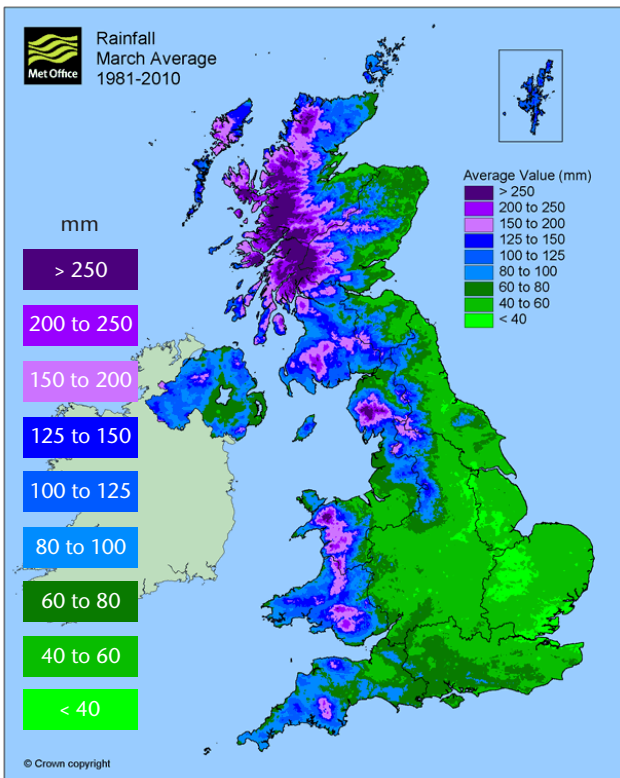 Met Office
Rainfall
March Average
1981-2010
mm
> 250
200 to 250
150 to 200
125 to 150
100 to 125
80 to 100
60 to 80
40 to 60
< 40
Average Value (mm)
> 250
200 to 250
150 to 200
125 to 150
100 to 125
80 to 100
60 to 80
40 to 60
< 40
© Crown copyright